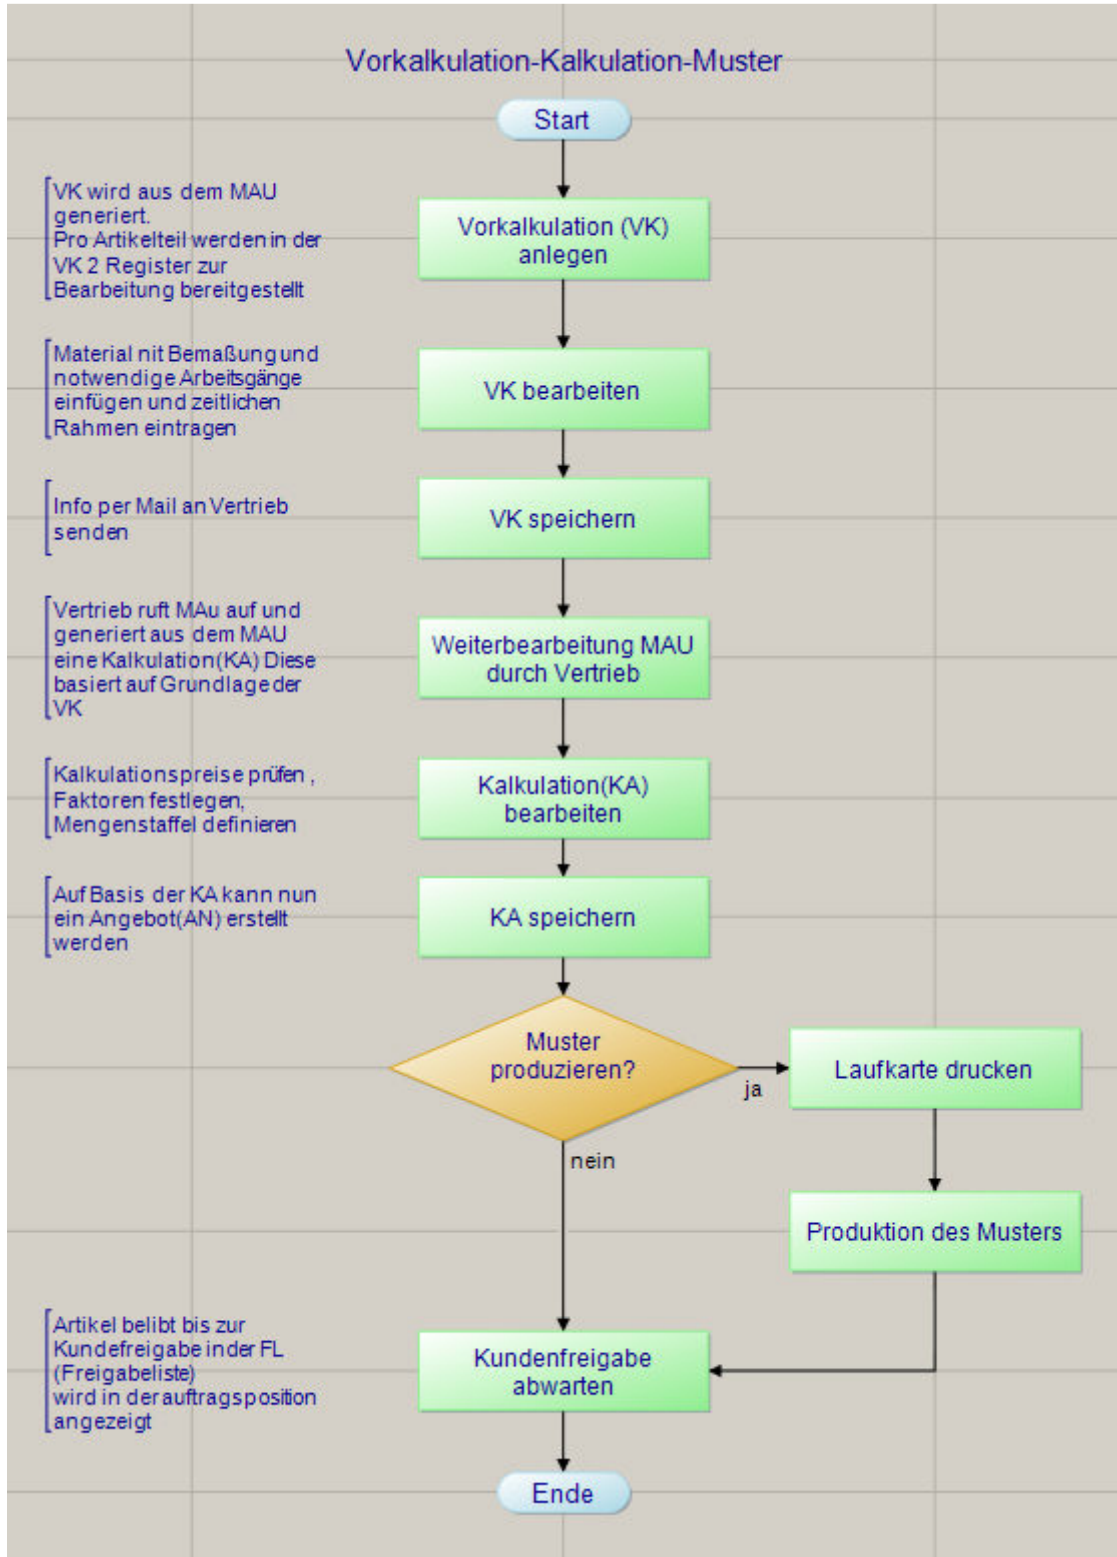 Vorkalkulation-Kalkulation-Muster
Start
VK wird aus dem MAU
generiert.
Pro Artikelteil werden in der
VK 2 Register zur
Bearbeitung bereitgestellt
Vorkalkulation (VK)
anlegen
Material nit Bemaßung und
notwendige Arbeitsgänge
einfügen und zeitlichen
Rahmen eintragen
VK bearbeiten
Info per Mail an Vertrieb
senden
VK speichern
Vertrieb ruft MAu auf und
generiert aus dem MAU
eine Kalkulation(KA) Diese
basiert auf Grundlage der
VK
Weiterbearbeitung MAU
durch Vertrieb
Kalkulationspreise prüfen ,
Faktoren festlegen,
Mengenstaffel definieren
Kalkulation(KA)
bearbeiten
Auf Basis der KA kann nun
ein Angebot(AN) erstellt
werden
KA speichern
Muster
produzieren?
ja
Laufkarte drucken
nein
Produktion des Musters
Artikel belibt bis zur
Kundefreigabe inder FL
(Freigabeliste)
wird in der auftragsposition
angezeigt
Kundenfreigabe
abwarten
Ende